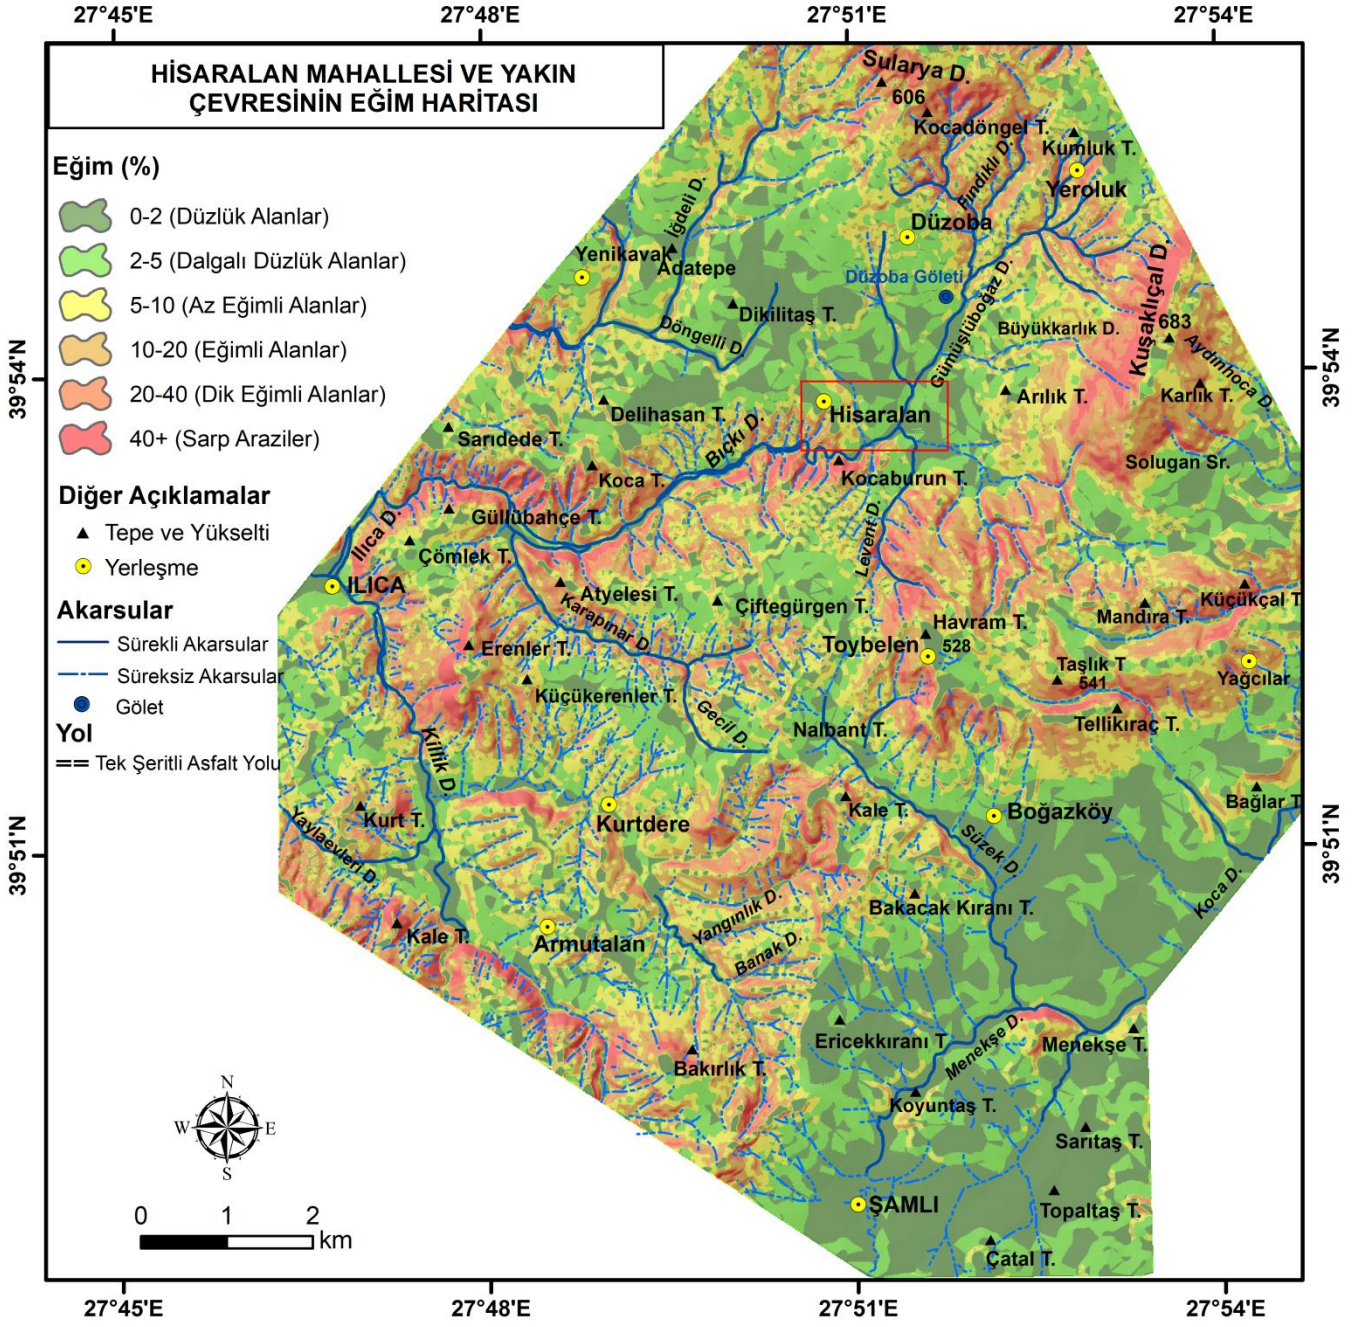 27°45'E
27°48'E
27°51'E
27°54'E
HİSARALAN MAHALLESİ VE YAKIN
ÇEVRESİNİN EĞİM HARİTASI
Eğim (%)
0-2 (Düzlük Alanlar)
2-5 (Dalgalı Düzlük Alanlar)
5-10 (Az Eğimli Alanlar)
10-20 (Eğimli Alanlar)
20-40 (Dik Eğimli Alanlar)
40+ (Sarp Araziler)
Diğer Açıklamalar
Tepe ve Yükselti
Yerleşme
Akarsular
Sürekli Akarsular
Süreksiz Akarsular
Gölet
Yol
Tek Şeritli Asfalt Yolu
Sularya D.
606
Kocadöngel T.
Kumluk T.
Fındıklı D.
Yeroluk
İğdeli D.
Düzoba
Yenikavak
Adatepe
Düzoba Göleti
Kuşaklıçal D.
Gümüşlüboğaz D.
Dikilitaş T.
Döngelli D.
Büyükkarlık D.
683
Aydınhoca D.
39°54'N
39°54'N
Arılık T.
Karlık T.
Delihasan T.
Hisaralan
Sarıdede T.
Bıçkı D.
Solugan Sr.
Koca T.
Kocaburun T.
Güllübahçe T.
Ilıca D.
Çömlek T.
Levent D.
ILICA
Atyelesi T.
Çiftegürgen T.
Küçükçal T
Mandıra T.
Karapınar D.
Havram T.
Erenler T.
Toybelen
528
Taşlık T
541
Yağcılar
Küçükerenler T.
Gecil D.
Nalbant T.
Tellikıraç T.
Killik D
Kurt T.
Kurtdere
Kale T.
Boğazköy
Bağlar T
Yaylaevleri D.
Süzek D.
39°51'N
39°51'N
Koca D.
Bakacak Kıranı T.
Yangınlık D.
Kale T.
Armutalan
Banak D.
Ericekkıranı T
Menekşe D.
Menekşe T.
Bakırlık T.
Koyuntaş T.
Sarıtaş T.
N
W
E
S
ŞAMLI
Topaltaş T.
Çatal T.
0
1
2
km
27°45'E
27°48'E
27°51'E
27°54'E